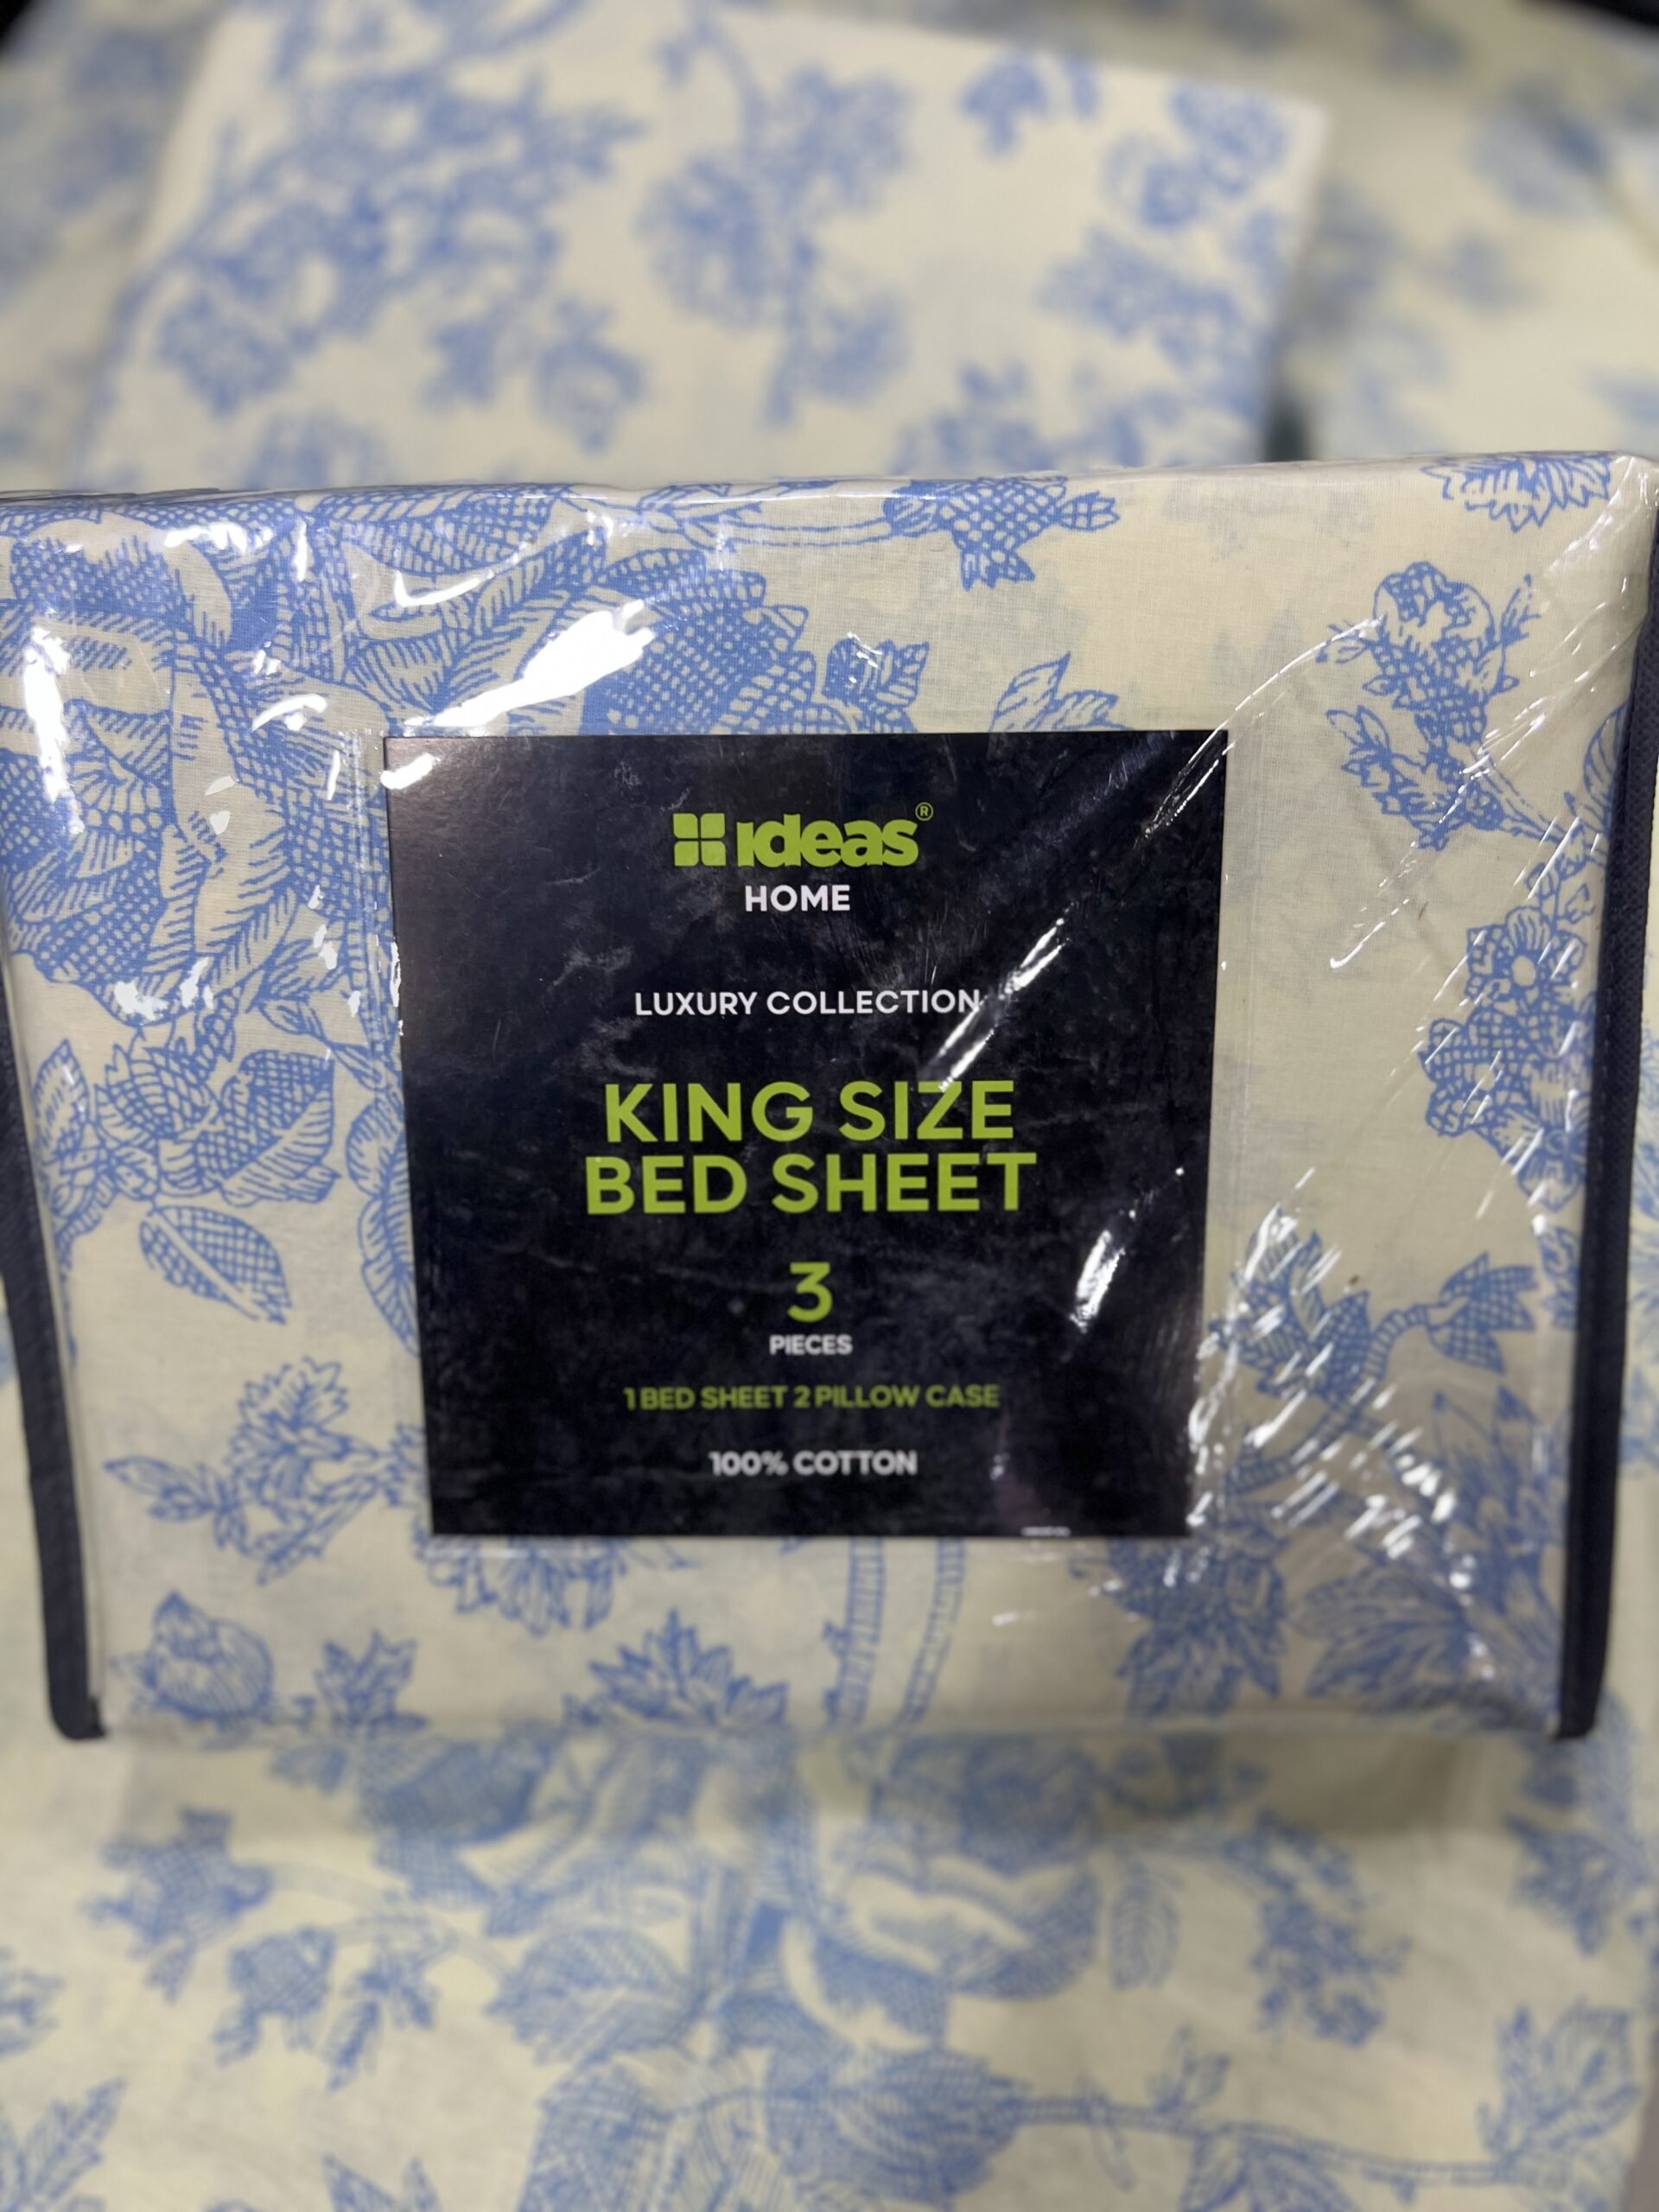 ideas®
HOME
LUXURY COLLECTION
KING SIZE
BED SHEET
3
PIECES
1 BED SHEET 2 PILLOW CASE
100% COTTON